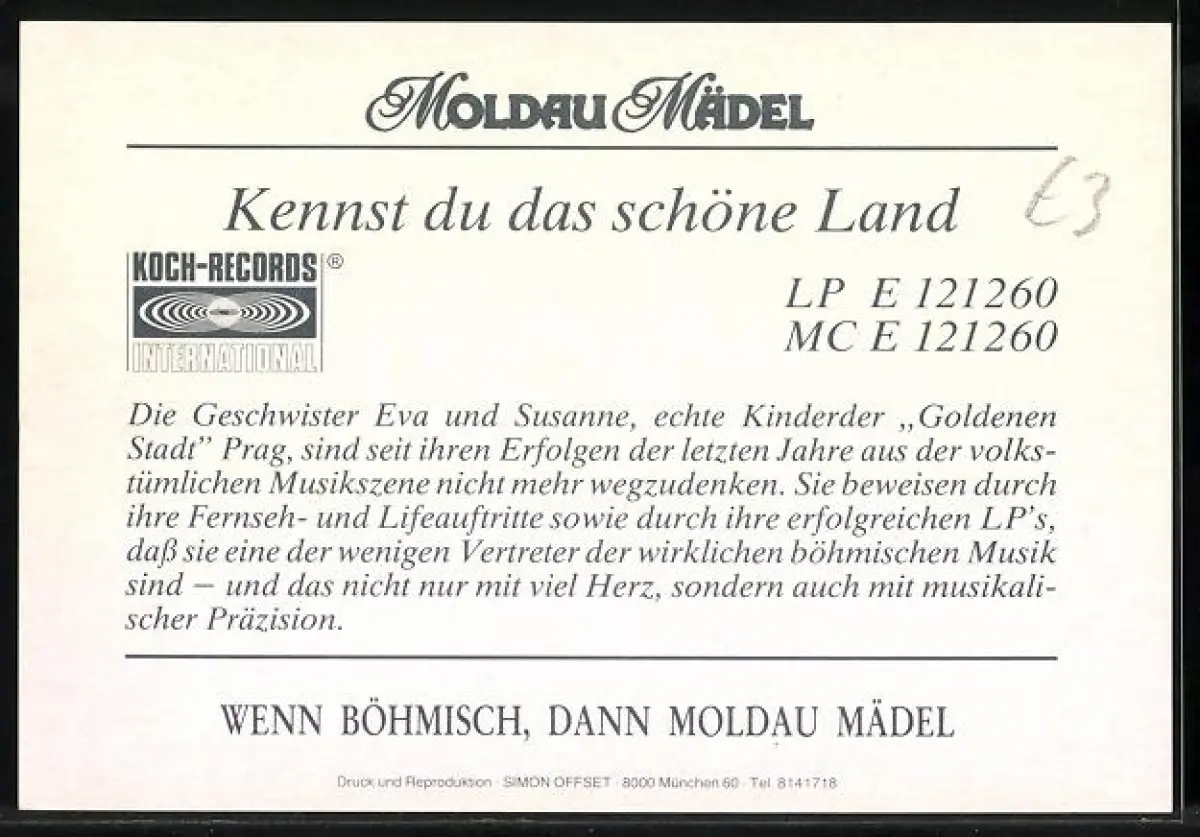 MOLDAU MÄDEL
Kennst du das schöne Land
E3
KOCH-RECORDS ®
INTERNATIONAL
LP E 121260
MC E 121260
Die Geschwister Eva und Susanne, echte Kinderder „Goldenen
Stadt” Prag, sind seit ihren Erfolgen der letzten Jahre aus der volks-
tümlichen Musikszene nicht mehr wegzudenken. Sie beweisen durch
ihre Fernseh- und Lifeauftritte sowie durch ihre erfolgreichen LP's,
daß sie eine der wenigen Vertreter der wirklichen böhmischen Musik
sind – und das nicht nur mit viel Herz, sondern auch mit musikali-
scher Präzision.
WENN BÖHMISCH, DANN MOLDAU MÄDEL
Druck und Reproduktion · SIMON OFFSET · 8000 München 60 · Tel. 8141718